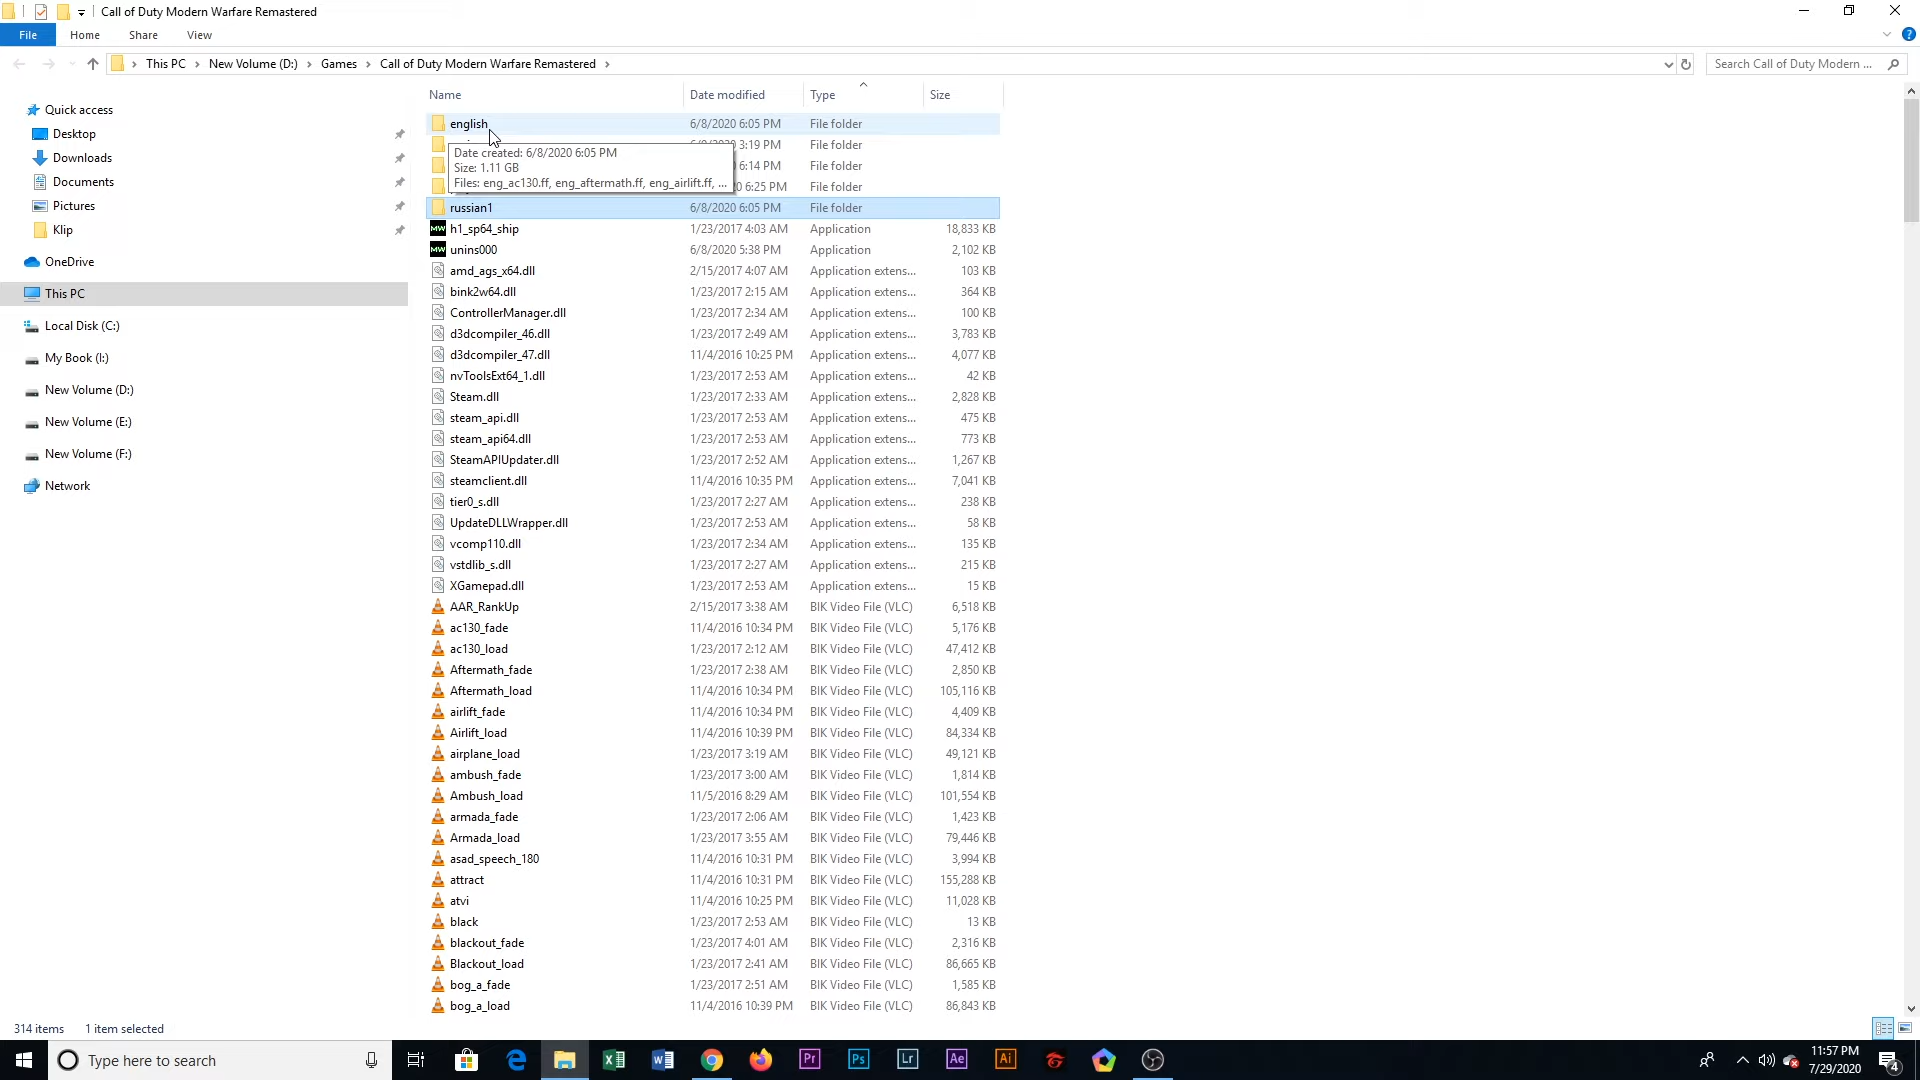 Call of Duty Modern Warfare Remastered
File Home Share View
This PC New Volume (D:) Games Call of Duty Modern Warfare Remastered
Search Call of Duty Modern ...
Quick access
Desktop
Downloads
Documents
Pictures
Klip
OneDrive
This PC
Local Disk (C:)
My Book (I:)
New Volume (D:)
New Volume (E:)
New Volume (F:)
Network
Name Date modified Type Size
english 6/8/2020 6:05 PM File folder
3:19 PM File folder
6:14 PM File folder
6:25 PM File folder
Date created: 6/8/2020 6:05 PM
Size: 1.11 GB
Files: eng_ac130.ff, eng_aftermath.ff, eng_airlift.ff, ...
russian1 6/8/2020 6:05 PM File folder
MW h1_sp64_ship 1/23/2017 4:03 AM Application 18,833 KB
MW unins000 6/8/2020 5:38 PM Application 2,102 KB
amd_ags_x64.dll 2/15/2017 4:07 AM Application extens... 103 KB
bink2w64.dll 1/23/2017 2:15 AM Application extens... 364 KB
ControllerManager.dll 1/23/2017 2:34 AM Application extens... 100 KB
d3dcompiler_46.dll 1/23/2017 2:49 AM Application extens... 3,783 KB
d3dcompiler_47.dll 11/4/2016 10:25 PM Application extens... 4,077 KB
nvToolsExt64_1.dll 1/23/2017 2:53 AM Application extens... 42 KB
Steam.dll 1/23/2017 2:33 AM Application extens... 2,828 KB
steam_api.dll 1/23/2017 2:53 AM Application extens... 475 KB
steam_api64.dll 1/23/2017 2:53 AM Application extens... 773 KB
SteamAPIUpdater.dll 1/23/2017 2:52 AM Application extens... 1,267 KB
steamclient.dll 11/4/2016 10:35 PM Application extens... 7,041 KB
tier0_s.dll 1/23/2017 2:27 AM Application extens... 238 KB
UpdateDLLWrapper.dll 1/23/2017 2:53 AM Application extens... 58 KB
vcomp110.dll 1/23/2017 2:34 AM Application extens... 135 KB
vstdlib_s.dll 1/23/2017 2:27 AM Application extens... 215 KB
XGamepad.dll 1/23/2017 2:53 AM Application extens... 15 KB
AAR_RankUp 2/15/2017 3:38 AM BIK Video File (VLC) 6,518 KB
ac130_fade 11/4/2016 10:34 PM BIK Video File (VLC) 5,176 KB
ac130_load 1/23/2017 2:12 AM BIK Video File (VLC) 47,412 KB
Aftermath_fade 1/23/2017 2:38 AM BIK Video File (VLC) 2,850 KB
Aftermath_load 11/4/2016 10:34 PM BIK Video File (VLC) 105,116 KB
airlift_fade 11/4/2016 10:34 PM BIK Video File (VLC) 4,409 KB
Airlift_load 11/4/2016 10:39 PM BIK Video File (VLC) 84,334 KB
airplane_load 1/23/2017 3:19 AM BIK Video File (VLC) 49,121 KB
ambush_fade 1/23/2017 3:00 AM BIK Video File (VLC) 1,814 KB
Ambush_load 11/5/2016 8:29 AM BIK Video File (VLC) 101,554 KB
armada_fade 1/23/2017 2:06 AM BIK Video File (VLC) 1,423 KB
Armada_load 1/23/2017 3:55 AM BIK Video File (VLC) 79,446 KB
asad_speech_180 11/4/2016 10:31 PM BIK Video File (VLC) 3,994 KB
attract 11/4/2016 10:31 PM BIK Video File (VLC) 155,288 KB
atvi 11/4/2016 10:25 PM BIK Video File (VLC) 11,028 KB
black 1/23/2017 2:53 AM BIK Video File (VLC) 13 KB
blackout_fade 1/23/2017 4:01 AM BIK Video File (VLC) 2,316 KB
Blackout_load 1/23/2017 2:41 AM BIK Video File (VLC) 86,665 KB
bog_a_fade 1/23/2017 2:51 AM BIK Video File (VLC) 1,585 KB
bog_a_load 11/4/2016 10:39 PM BIK Video File (VLC) 86,843 KB
314 items 1 item selected
Type here to search
Pr Ps Lr Ae Ai
11:57 PM
7/29/2020
4